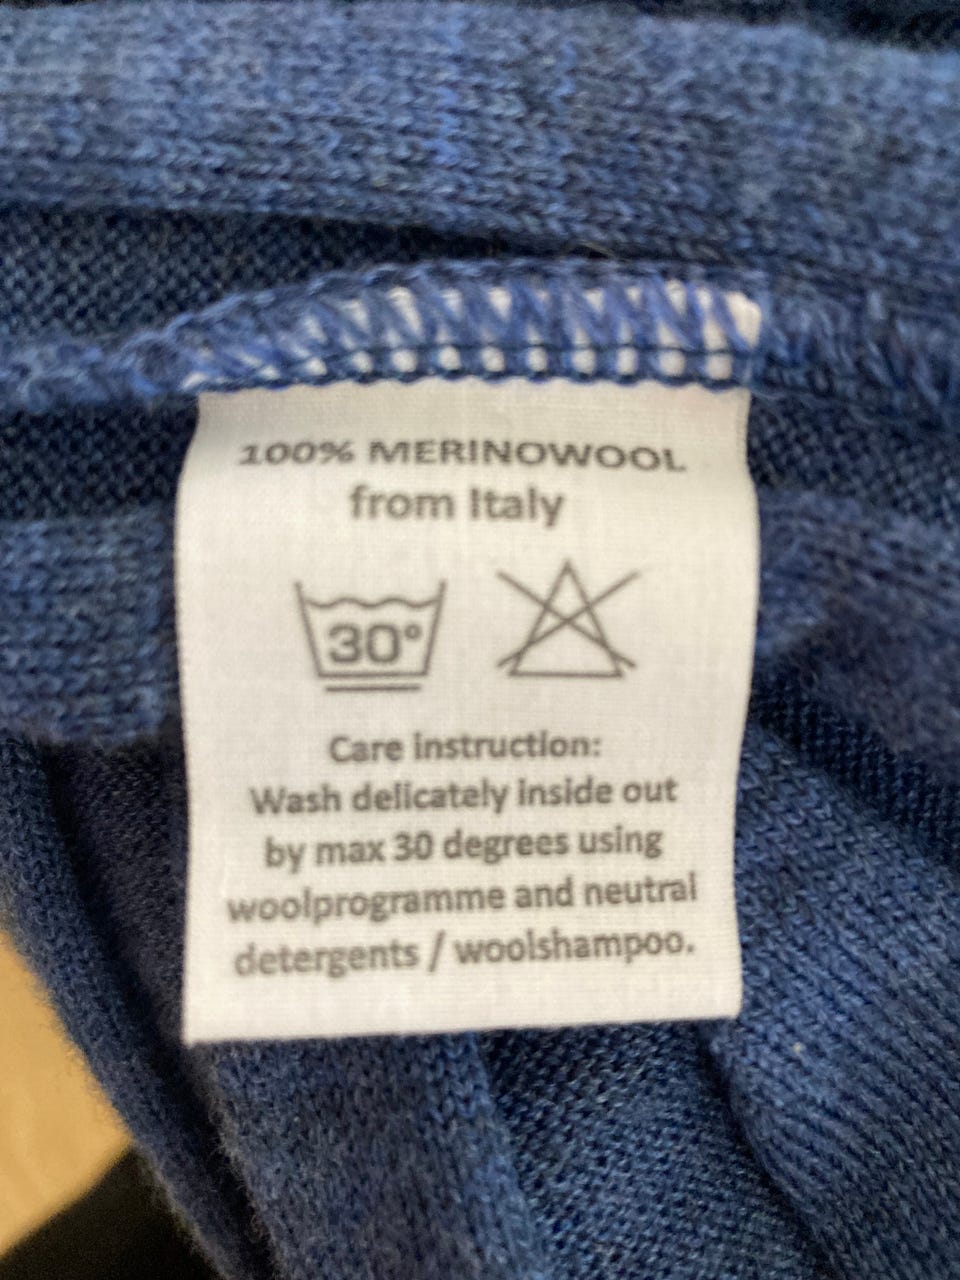 100% MERINOWOOL
from Italy
30°
Care instruction:
Wash delicately inside out
by max 30 degrees using
woolprogramme and neutral
detergents / woolshampoo.